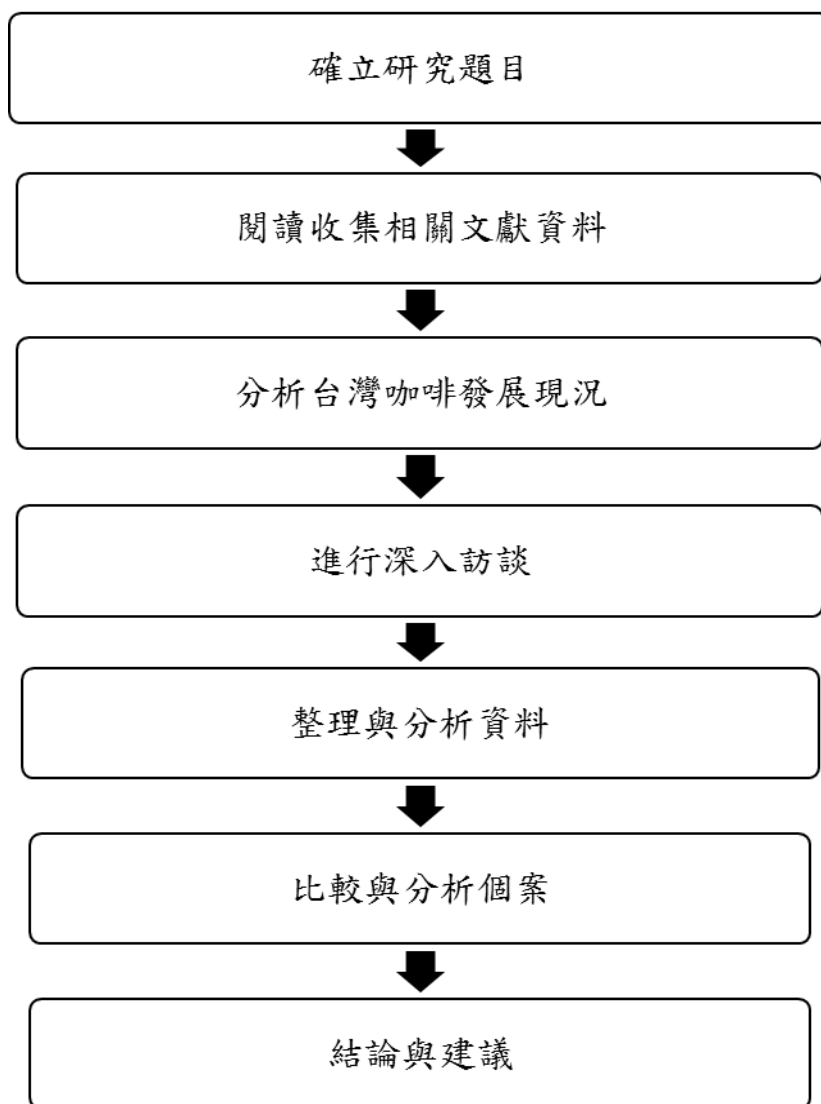 確立研究題目
閱讀收集相關文獻資料
分析台灣咖啡發展現況
進行深入訪談
整理與分析資料
比較與分析個案
結論與建議